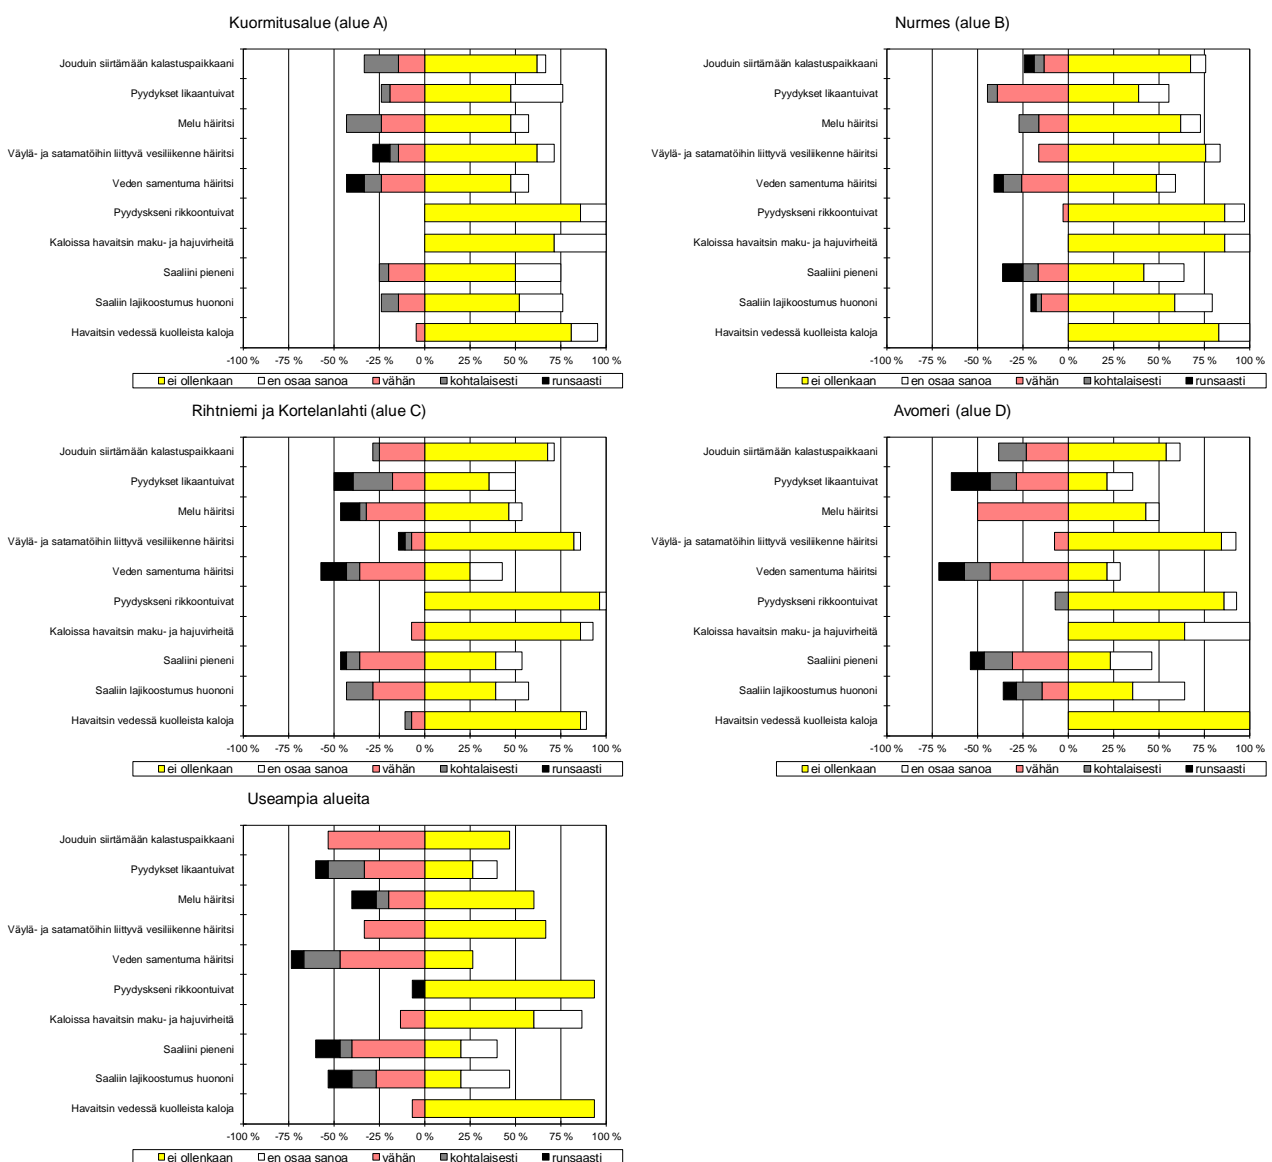 Kuormitusalue (alue A)
Jouduin siirtämään kalastuspaikkaani
Pyydykset likaantuivat
Melu häiritsi
Väylä- ja satamatöihin liittyvä vesiliikenne häiritsi
Veden samentuma häiritsi
Pyydyskseni rikkoontuivat
Kaloissa havaitsin maku- ja hajuvirheitä
Saaliini pieneni
Saaliin lajikoostumus huononi
Havaitsin vedessä kuolleista kaloja
-100 % -75 % -50 % -25 % 0 % 25 % 50 % 75 % 100 %
ei ollenkaan en osaa sanoa vähän kohtalaisesti runsaasti
Nurmes (alue B)
Jouduin siirtämään kalastuspaikkaani
Pyydykset likaantuivat
Melu häiritsi
Väylä- ja satamatöihin liittyvä vesiliikenne häiritsi
Veden samentuma häiritsi
Pyydyskseni rikkoontuivat
Kaloissa havaitsin maku- ja hajuvirheitä
Saaliini pieneni
Saaliin lajikoostumus huononi
Havaitsin vedessä kuolleista kaloja
-100 % -75 % -50 % -25 % 0 % 25 % 50 % 75 % 100 %
ei ollenkaan en osaa sanoa vähän kohtalaisesti runsaasti
Rihtniemi ja Kortelanlahti (alue C)
Jouduin siirtämään kalastuspaikkaani
Pyydykset likaantuivat
Melu häiritsi
Väylä- ja satamatöihin liittyvä vesiliikenne häiritsi
Veden samentuma häiritsi
Pyydyskseni rikkoontuivat
Kaloissa havaitsin maku- ja hajuvirheitä
Saaliini pieneni
Saaliin lajikoostumus huononi
Havaitsin vedessä kuolleista kaloja
-100 % -75 % -50 % -25 % 0 % 25 % 50 % 75 % 100 %
ei ollenkaan en osaa sanoa vähän kohtalaisesti runsaasti
Avomeri (alue D)
Jouduin siirtämään kalastuspaikkaani
Pyydykset likaantuivat
Melu häiritsi
Väylä- ja satamatöihin liittyvä vesiliikenne häiritsi
Veden samentuma häiritsi
Pyydyskseni rikkoontuivat
Kaloissa havaitsin maku- ja hajuvirheitä
Saaliini pieneni
Saaliin lajikoostumus huononi
Havaitsin vedessä kuolleista kaloja
-100 % -75 % -50 % -25 % 0 % 25 % 50 % 75 % 100 %
ei ollenkaan en osaa sanoa vähän kohtalaisesti runsaasti
Useampia alueita
Jouduin siirtämään kalastuspaikkaani
Pyydykset likaantuivat
Melu häiritsi
Väylä- ja satamatöihin liittyvä vesiliikenne häiritsi
Veden samentuma häiritsi
Pyydyskseni rikkoontuivat
Kaloissa havaitsin maku- ja hajuvirheitä
Saaliini pieneni
Saaliin lajikoostumus huononi
Havaitsin vedessä kuolleista kaloja
-100 % -75 % -50 % -25 % 0 % 25 % 50 % 75 % 100 %
ei ollenkaan en osaa sanoa vähän kohtalaisesti runsaasti